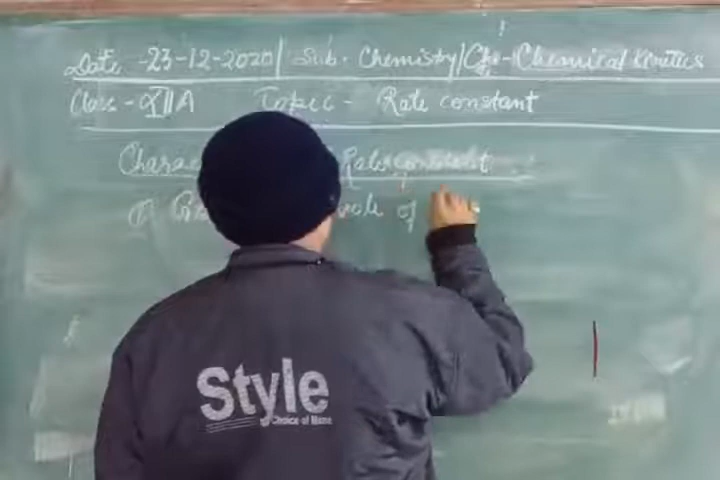 Date - 23-12-2020 / Sub. Chemistry / Ch- Chemical Kinetics
Class - XII A Topic - Rate constant
Rate constant
of
Style
Choice of Mens